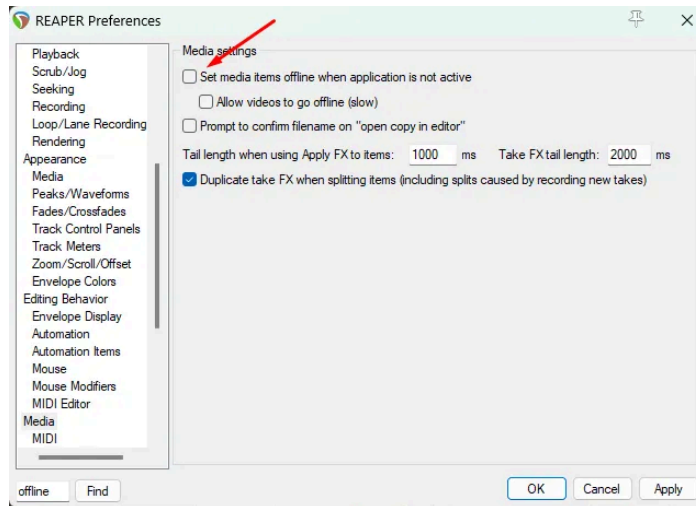 REAPER Preferences
Playback
Scrub/Jog
Seeking
Recording
Loop/Lane Recording
Rendering
Appearance
Media
Peaks/Waveforms
Fades/Crossfades
Track Control Panels
Track Meters
Zoom/Scroll/Offset
Envelope Colors
Editing Behavior
Envelope Display
Automation
Automation Items
Mouse
Mouse Modifiers
MIDI Editor
Media
MIDI
Media settings
Set media items offline when application is not active
Allow videos to go offline (slow)
Prompt to confirm filename on "open copy in editor"
Tail length when using Apply FX to items: 1000 ms Take FX tail length: 2000 ms
Duplicate take FX when splitting items (including splits caused by recording new takes)
offline Find OK Cancel Apply